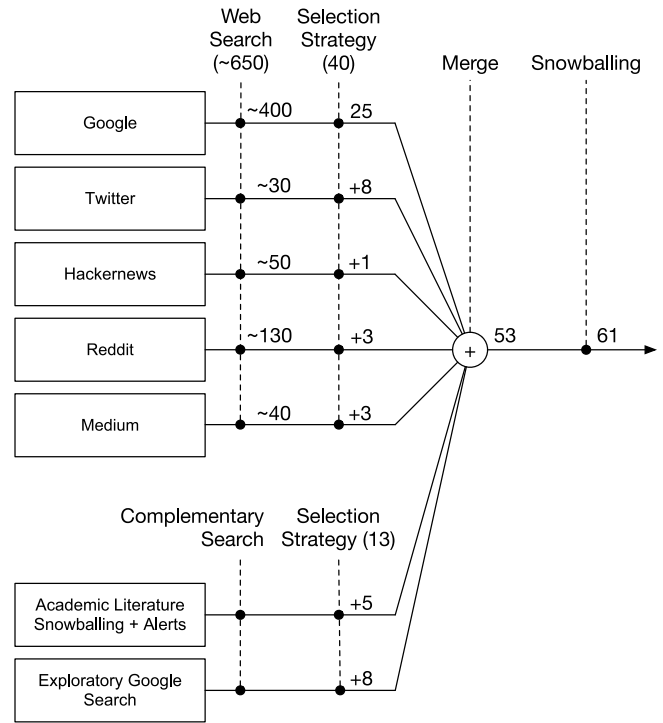 Web
Search
(~650)
Selection
Strategy
(40)
Merge
Snowballing
Google
~400
25
Twitter
~30
+8
Hackernews
~50
+1
Reddit
~130
+3
+
53
61
Medium
~40
+3
Complementary
Search
Selection
Strategy (13)
Academic Literature
Snowballing + Alerts
+5
Exploratory Google
Search
+8